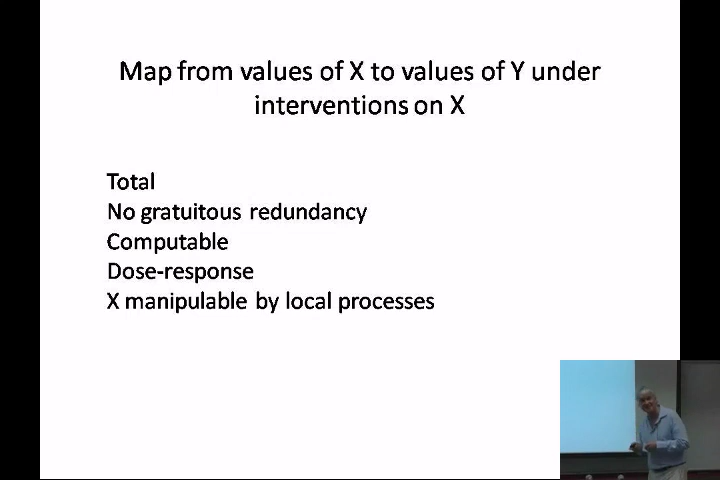 Map from values of X to values of Y under
interventions on X
Total
No gratuitous redundancy
Computable
Dose-response
X manipulable by local processes